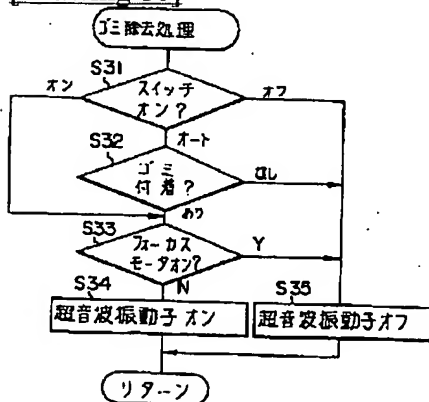 ゴミ除去処理
S31
オン
スイッチ
オン?
オフ
オート
S32
ゴミ
付着?
なし
あり
S33
フォーカス
モータオン?
Y
N
S34
超音波振動子 オン
S35
超音波振動子オフ
リターン